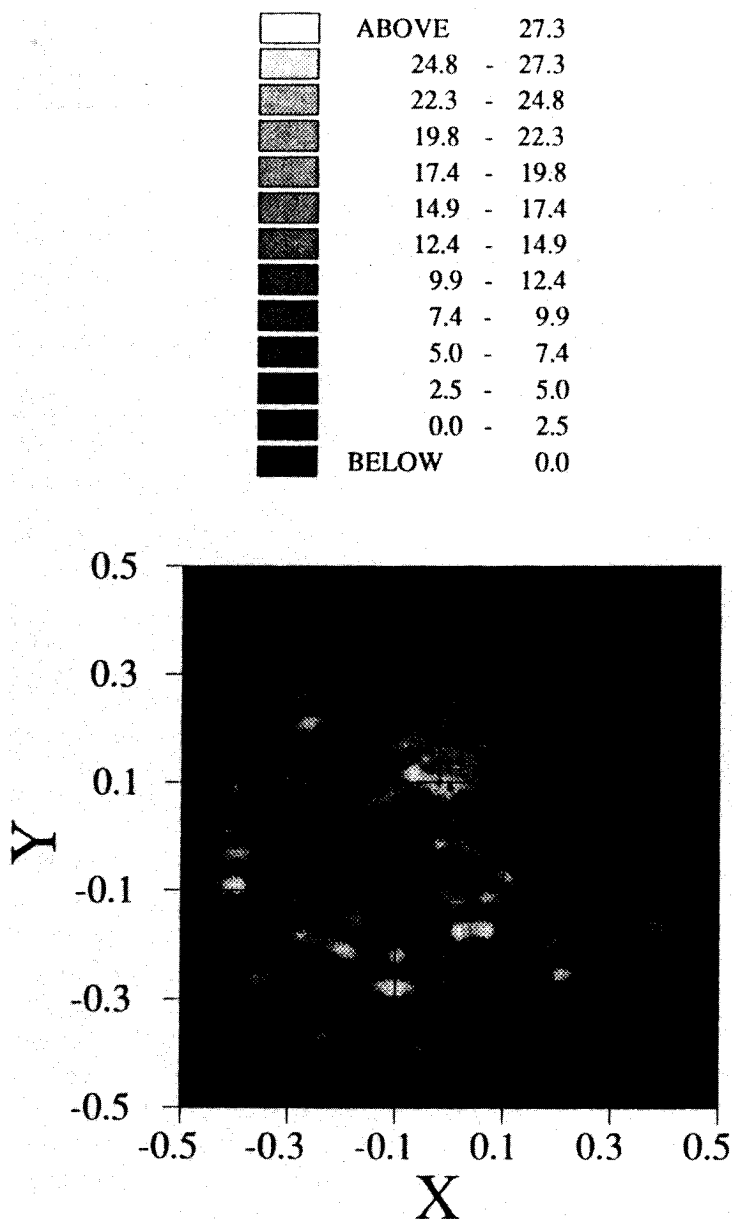 ABOVE 27.3
24.8 - 27.3
22.3 - 24.8
19.8 - 22.3
17.4 - 19.8
14.9 - 17.4
12.4 - 14.9
9.9 - 12.4
7.4 - 9.9
5.0 - 7.4
2.5 - 5.0
0.0 - 2.5
BELOW 0.0
0.5
0.3
0.1
Y
-0.1
-0.3
-0.5
-0.5 -0.3 -0.1 0.1 0.3 0.5
X